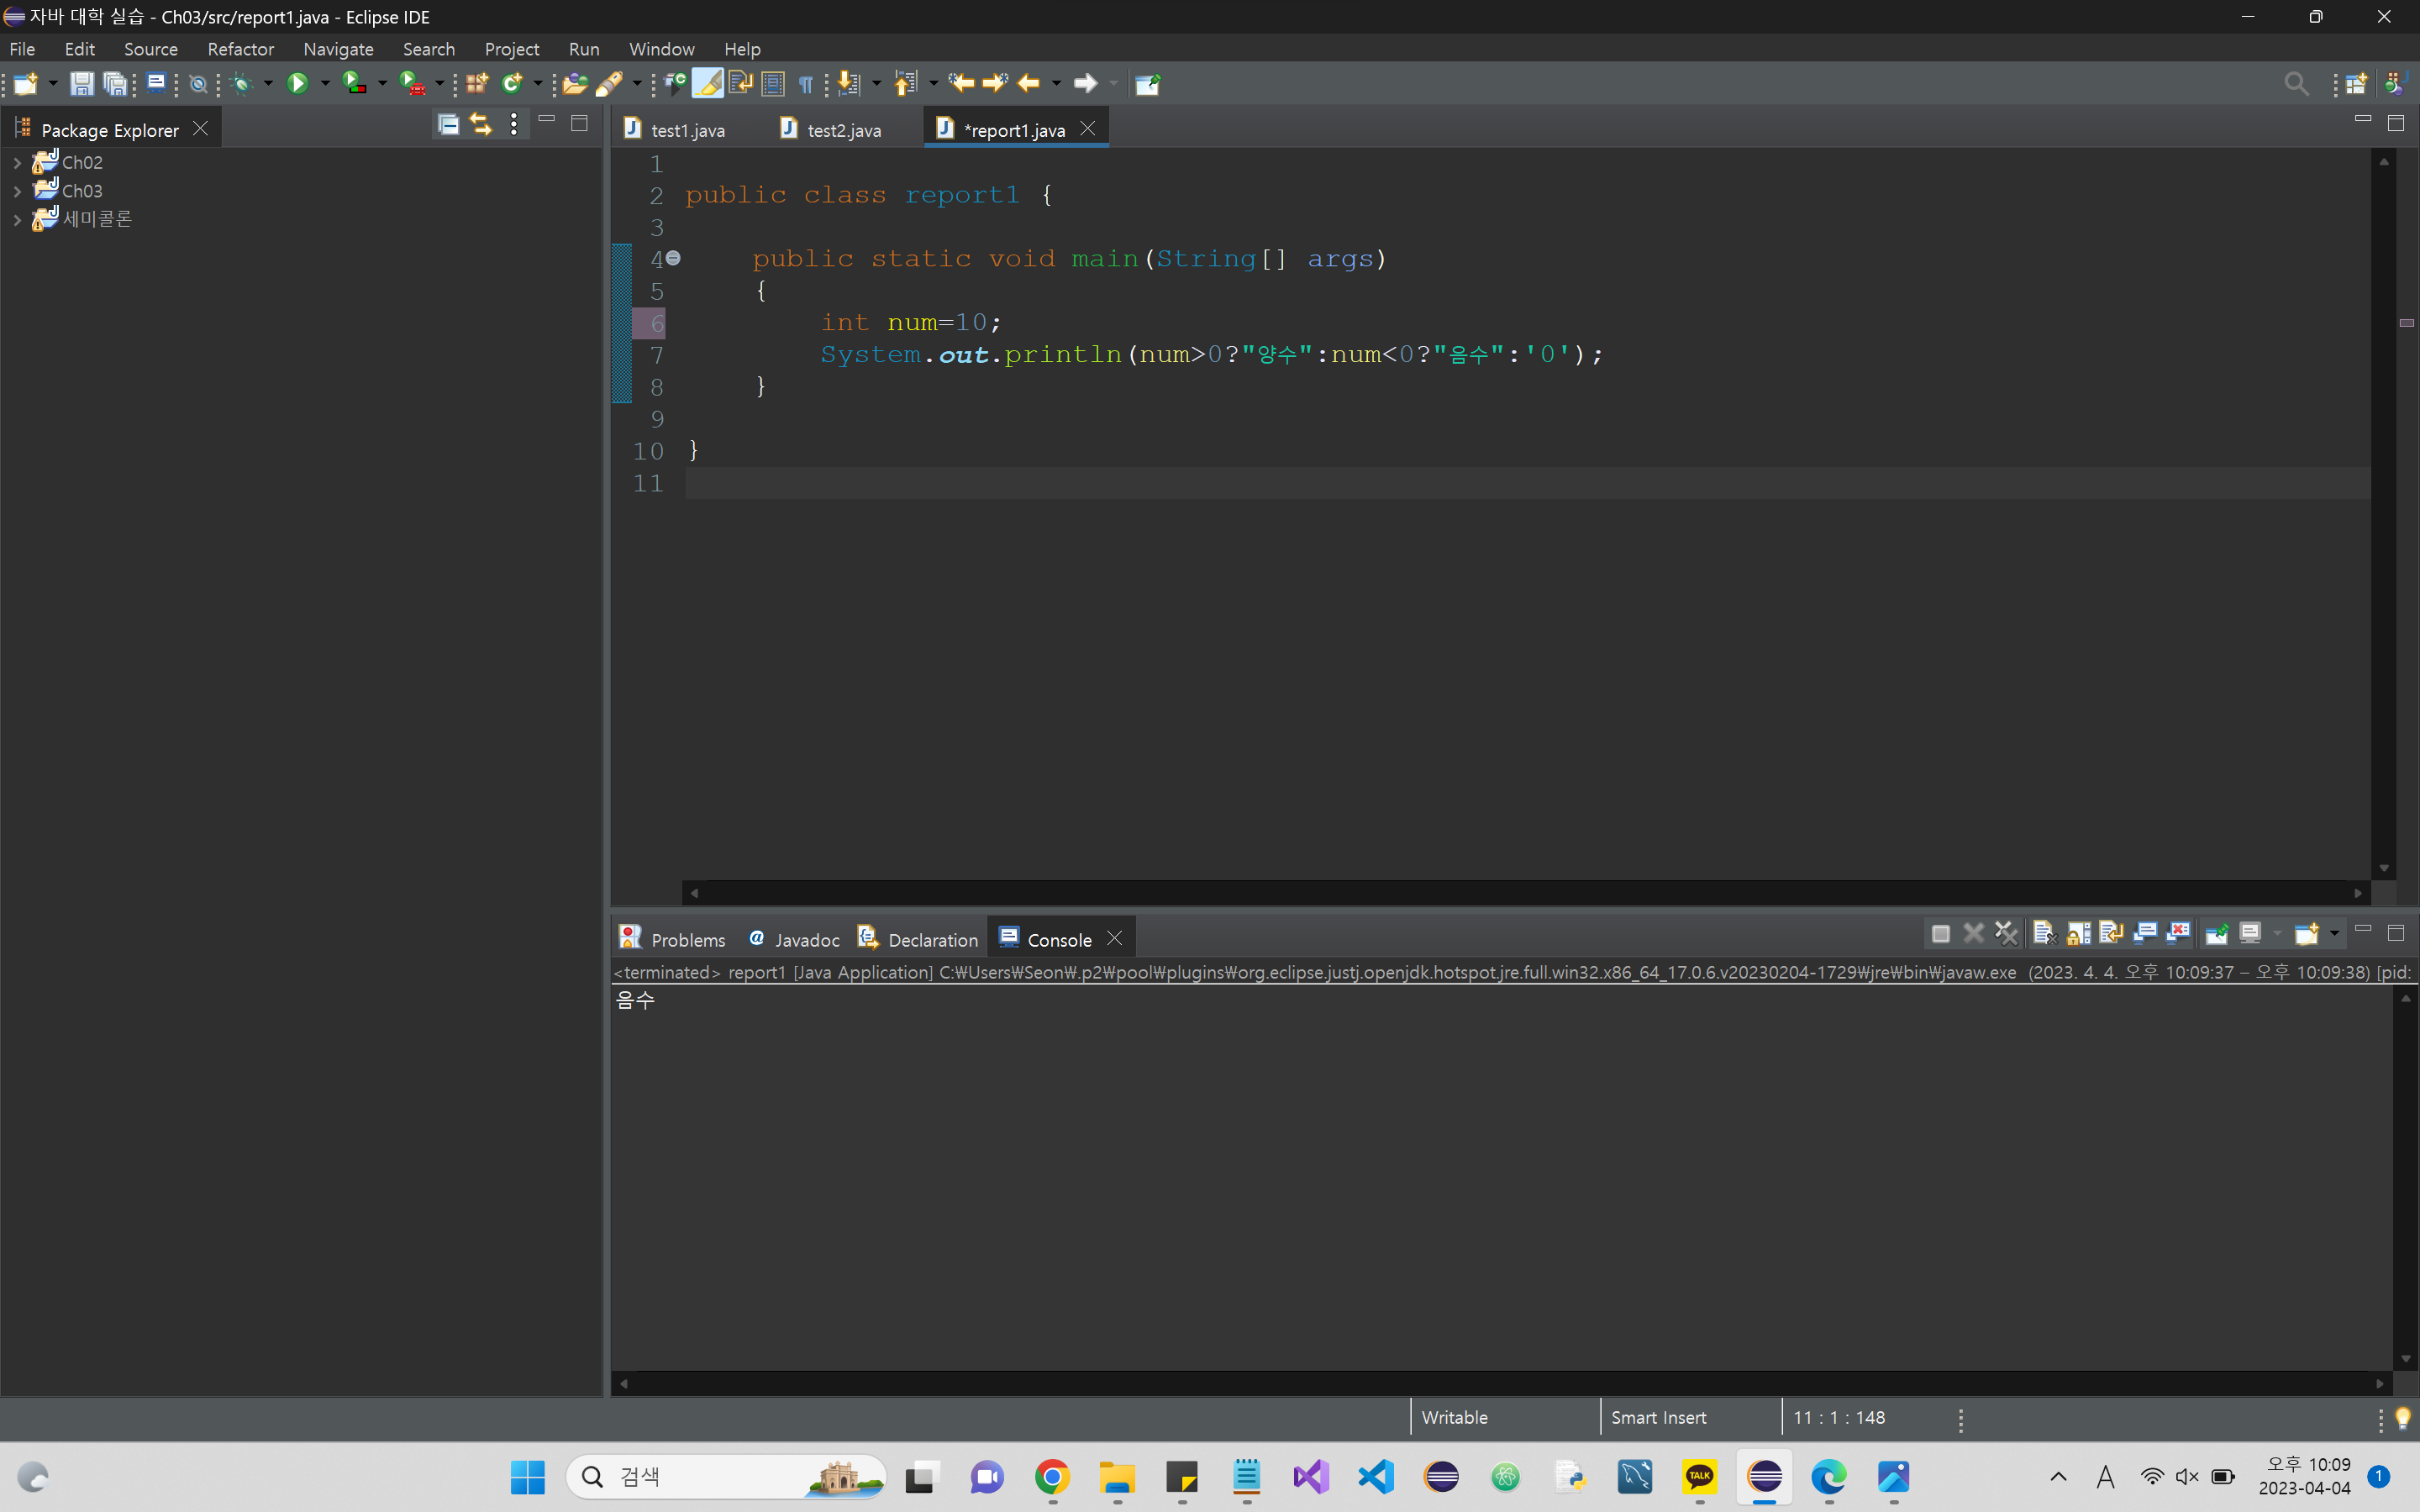 자바 대학 실습 - Ch03/src/report1.java - Eclipse IDE
File Edit Source Refactor Navigate Search Project Run Window Help
Package Explorer
test1.java test2.java *report1.java
Ch02
Ch03
세미콜론
1
2 public class report1 {
3
4 public static void main(String[] args)
5 {
6 int num=10;
7 System.out.println(num>0?"양수":num<0?"음수":'0');
8 }
9
10 }
11
Problems Javadoc Declaration Console
<terminated> report1 [Java Application] C:₩Users₩Seon₩.p2₩pool₩plugins₩org.eclipse.justj.openjdk.hotspot.jre.full.win32.x86_64_17.0.6.v20230204-1729₩jre₩bin₩javaw.exe (2023. 4. 4. 오후 10:09:37 – 오후 10:09:38) [pid:
음수
Writable Smart Insert 11 : 1 : 148
검색
TALK
A
오후 10:09
2023-04-04
1